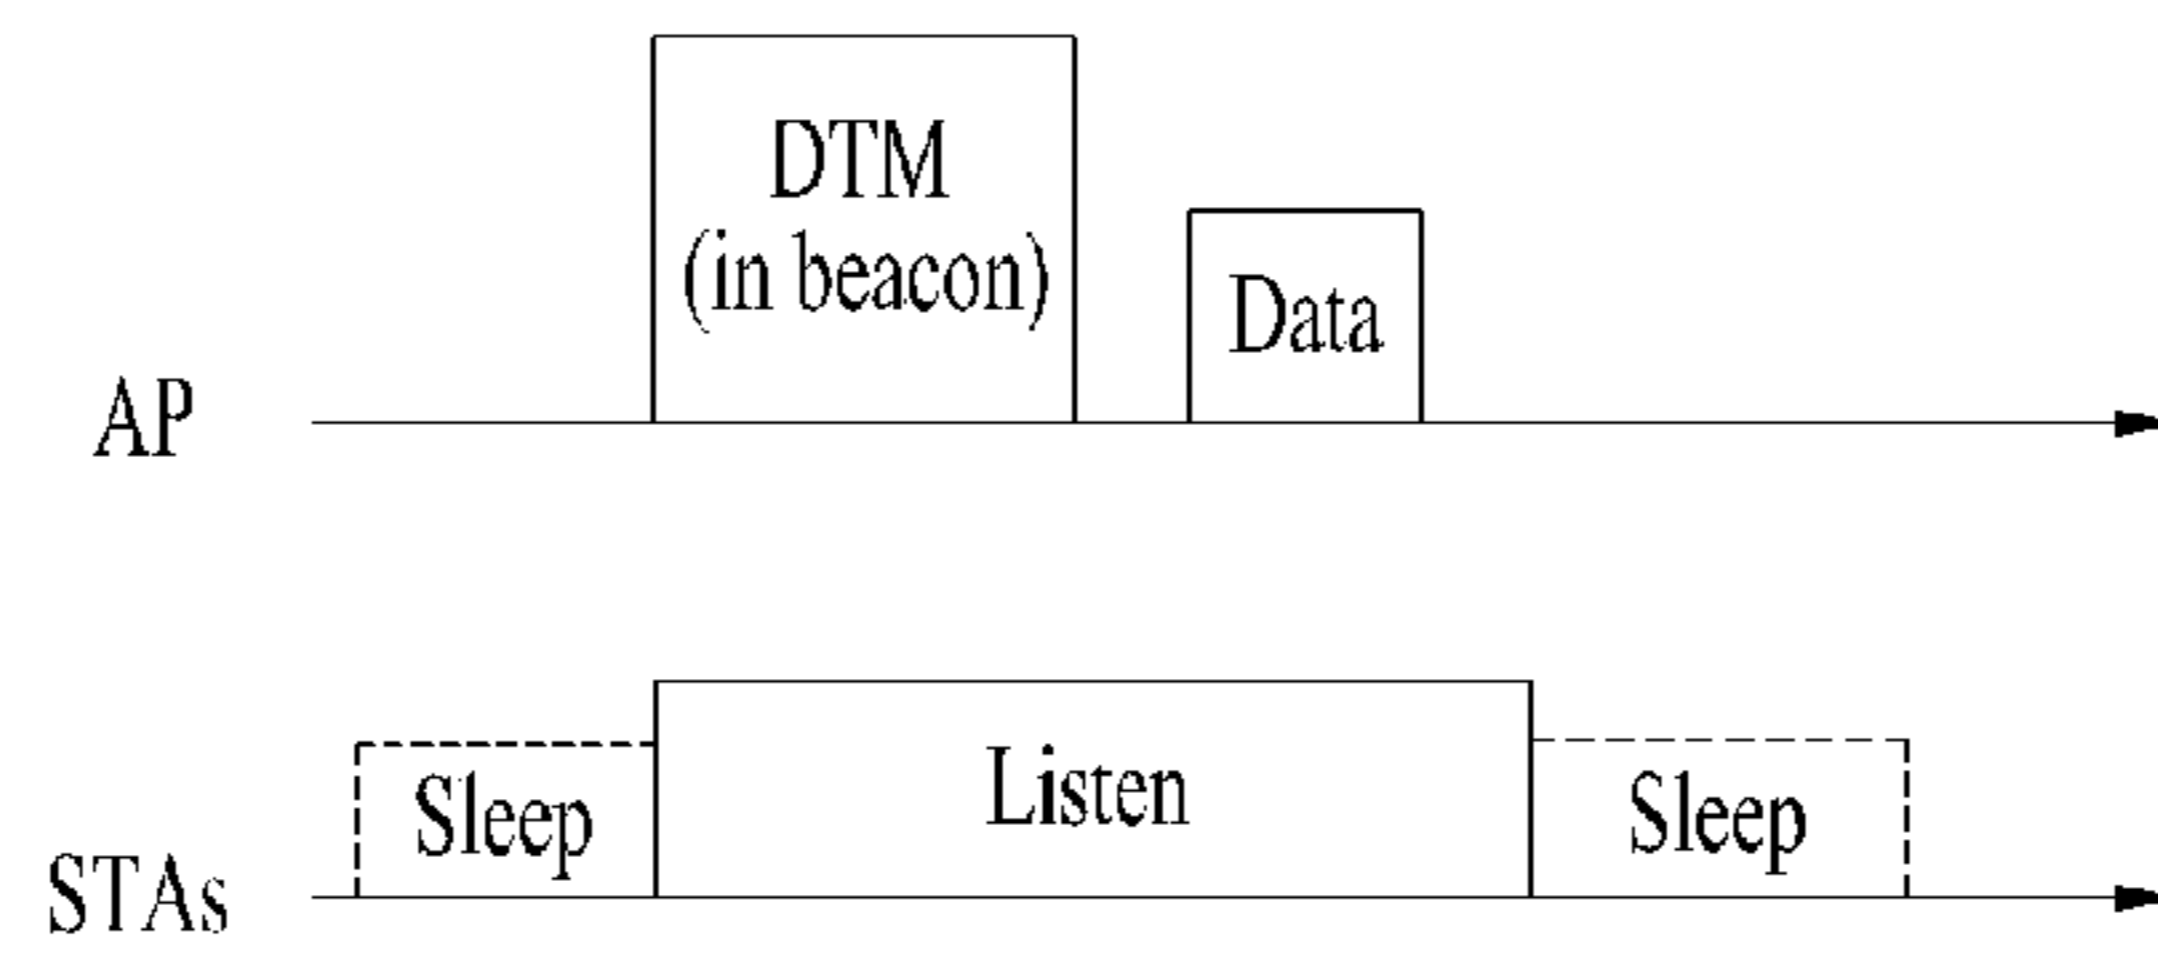 DTM
(in beacon)
Data
AP
Listen
Sleep
Sleep
STAs